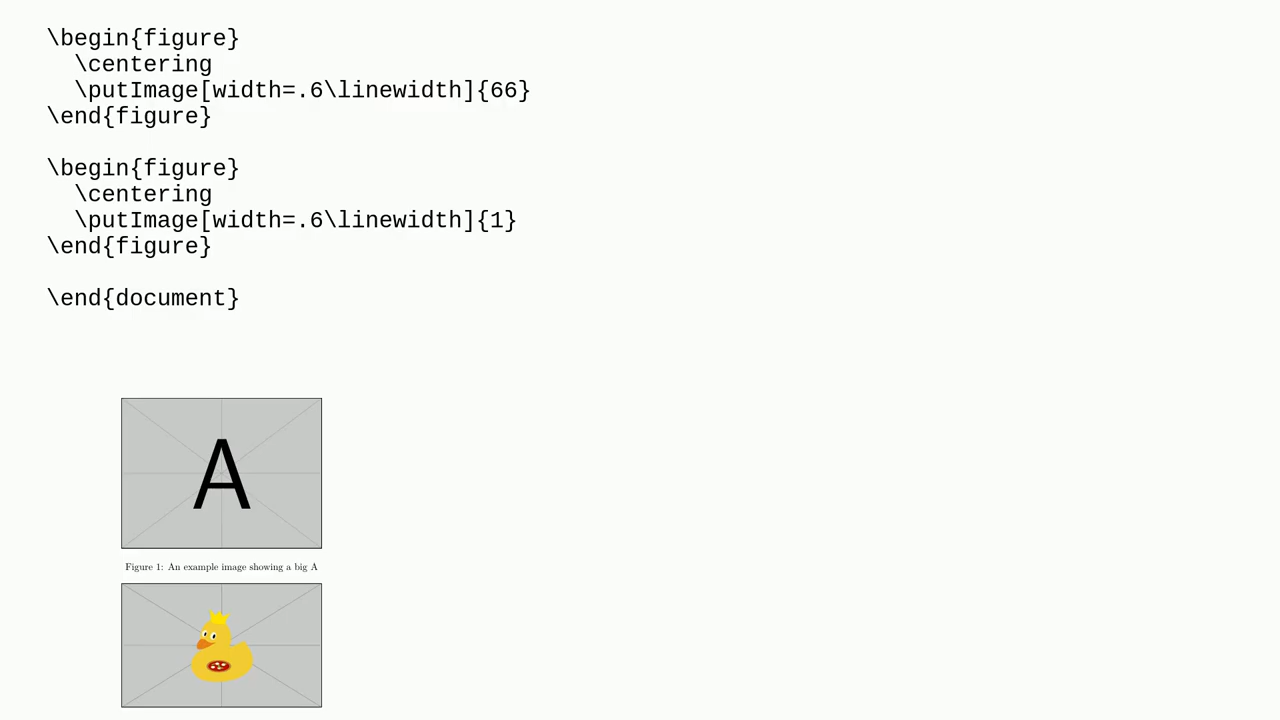 \begin{figure}
  \centering
  \putImage[width=.6\linewidth]{66}
\end{figure}

\begin{figure}
  \centering
  \putImage[width=.6\linewidth]{1}
\end{figure}

\end{document}

A
Figure 1: An example image showing a big A